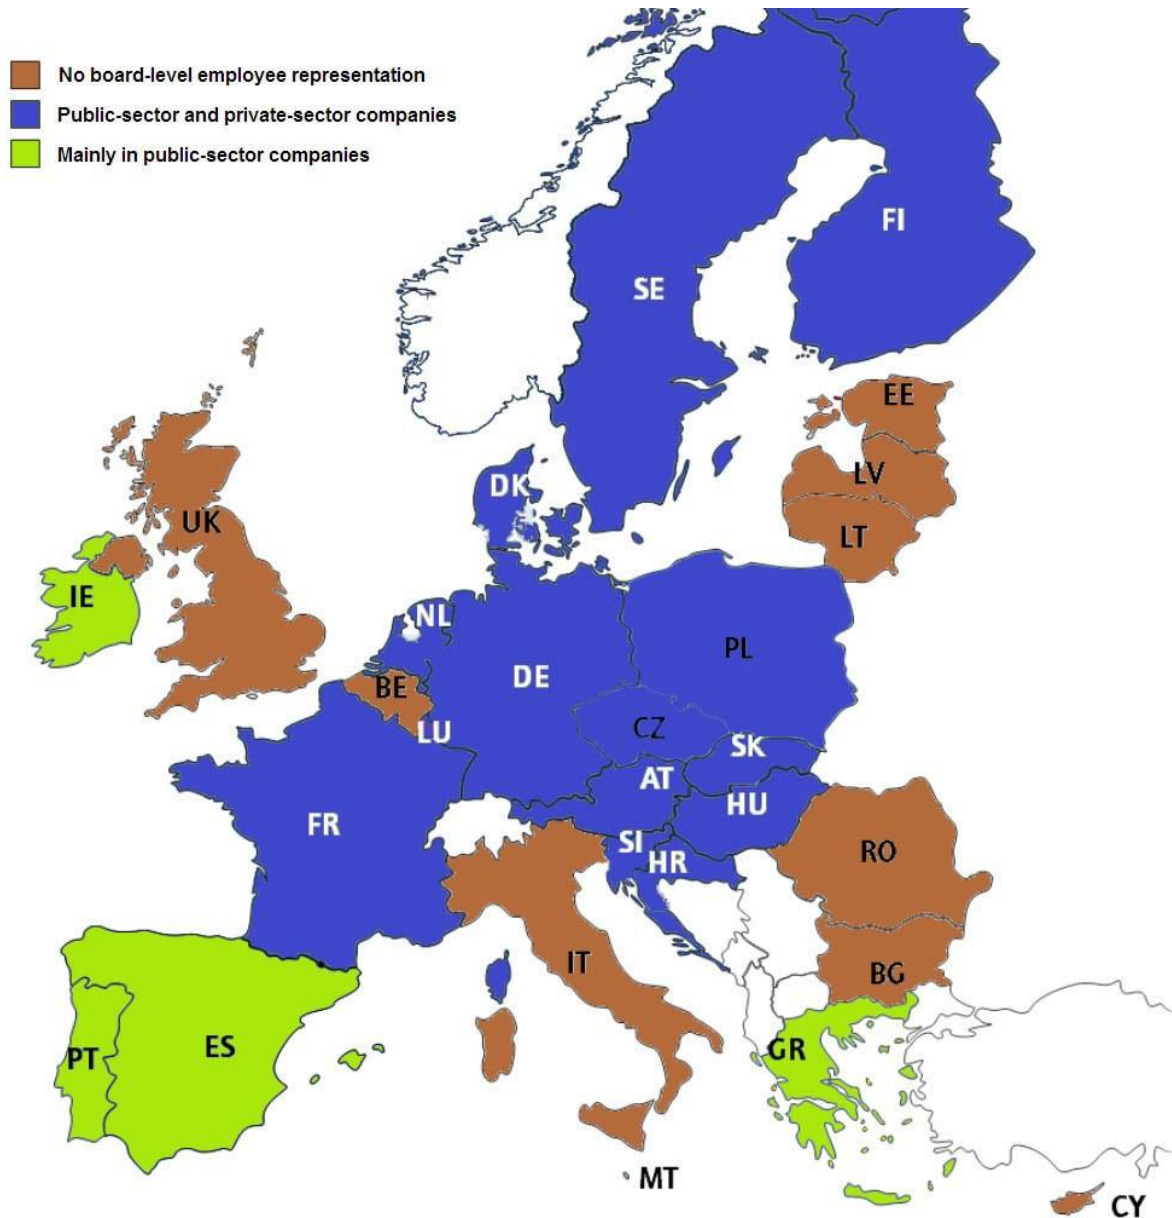 No board-level employee representation
Public-sector and private-sector companies
Mainly in public-sector companies
FI
SE
EE
LV
LT
DK
UK
IE
NL
PL
DE
BE
LU
CZ
SK
AT
HU
FR
SI
HR
RO
IT
BG
ES
PT
GR
MT
CY